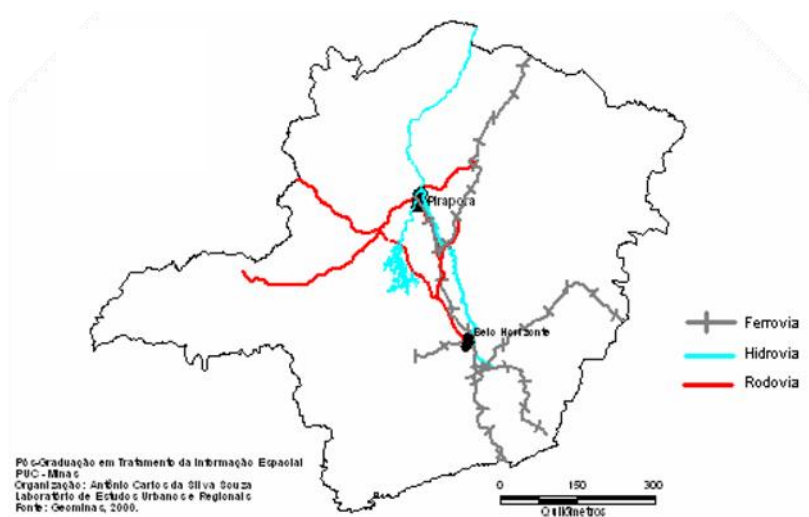 Pirapora
Belo Horizonte
Ferrovia
Hidrovia
Rodovia
Pós-Graduação em Tratamento da Informação Espacial
PUC - Minas
Organização: Antônio Carlos da Silva Souza
Laboratório de Estudos Urbanos e Regionais
Fonte: Geominas, 2000.
0 150 300
Quilômetros